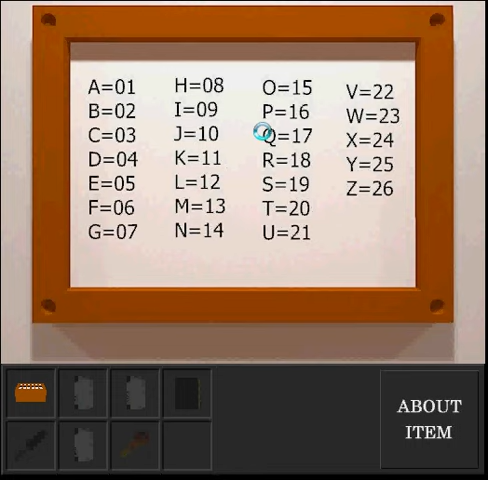 A=01
B=02
C=03
D=04
E=05
F=06
G=07
H=08
I=09
J=10
K=11
L=12
M=13
N=14
O=15
P=16
Q=17
R=18
S=19
T=20
U=21
V=22
W=23
X=24
Y=25
Z=26
ABOUT
ITEM